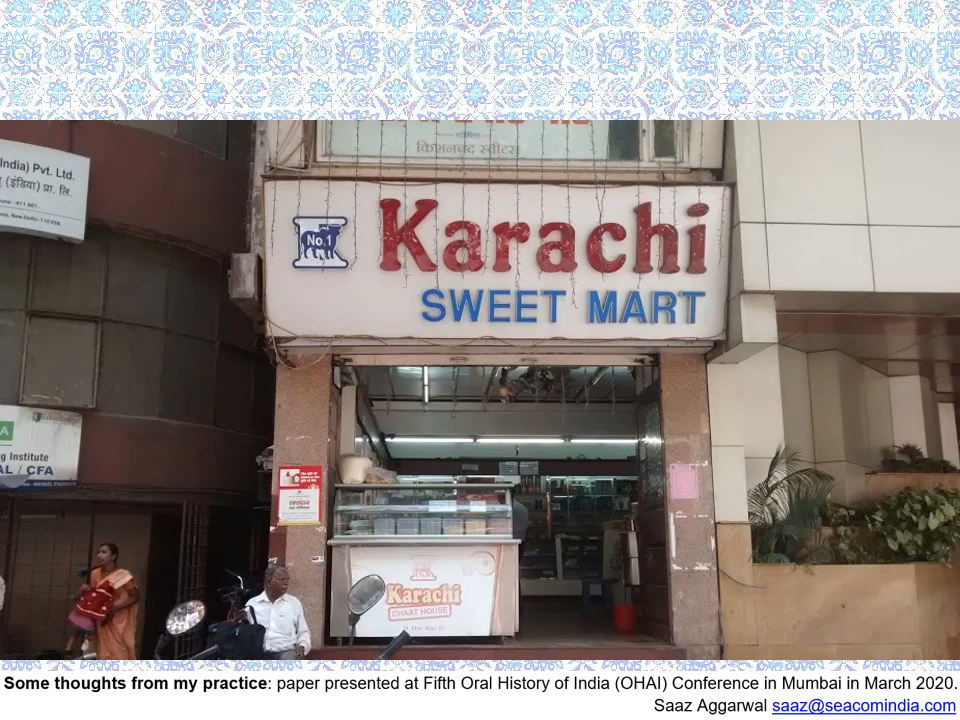 किशनचंद स्वीटस्
India) Pvt. Ltd.
(इंडिया) प्रा. लि.
No.1
Karachi
SWEET MART
g Institute
AL / CFA
Karachi
CHAAT HOUSE
Some thoughts from my practice: paper presented at Fifth Oral History of India (OHAI) Conference in Mumbai in March 2020.
Saaz Aggarwal saaz@seacomindia.com